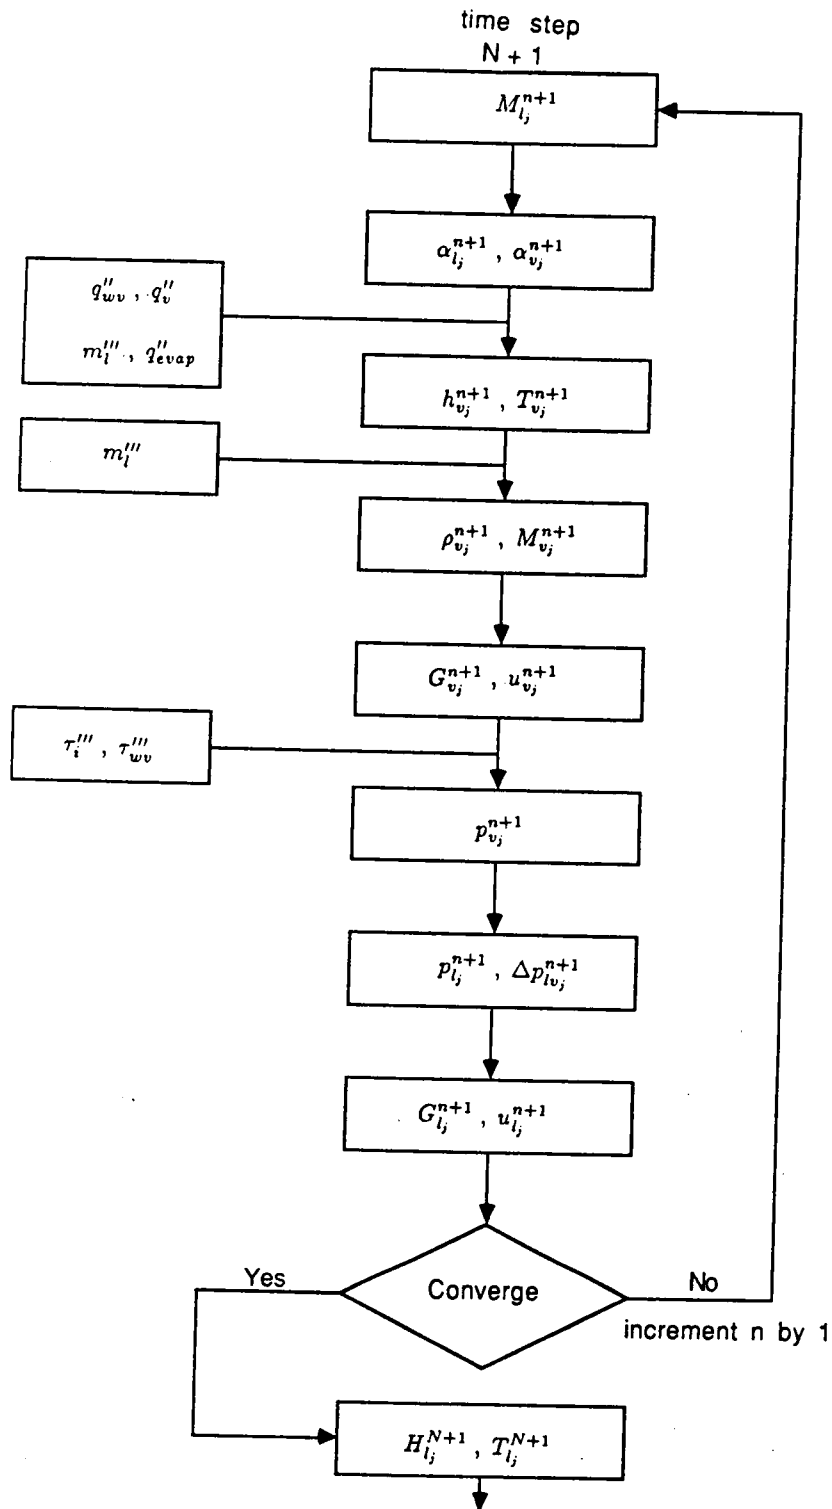 time step
N + 1
M_{l_j}^{n+1}
α_{l_j}^{n+1} , α_{v_j}^{n+1}
q''_{wv} , q''_v
m'''_l , q''_{evap}
h_{v_j}^{n+1} , T_{v_j}^{n+1}
m'''_l
ρ_{v_j}^{n+1} , M_{v_j}^{n+1}
G_{v_j}^{n+1} , u_{v_j}^{n+1}
τ'''_i , τ'''_{wv}
p_{v_j}^{n+1}
p_{l_j}^{n+1} , Δp_{lv_j}^{n+1}
G_{l_j}^{n+1} , u_{l_j}^{n+1}
Yes
Converge
No
increment n by 1
H_{l_j}^{N+1} , T_{l_j}^{N+1}